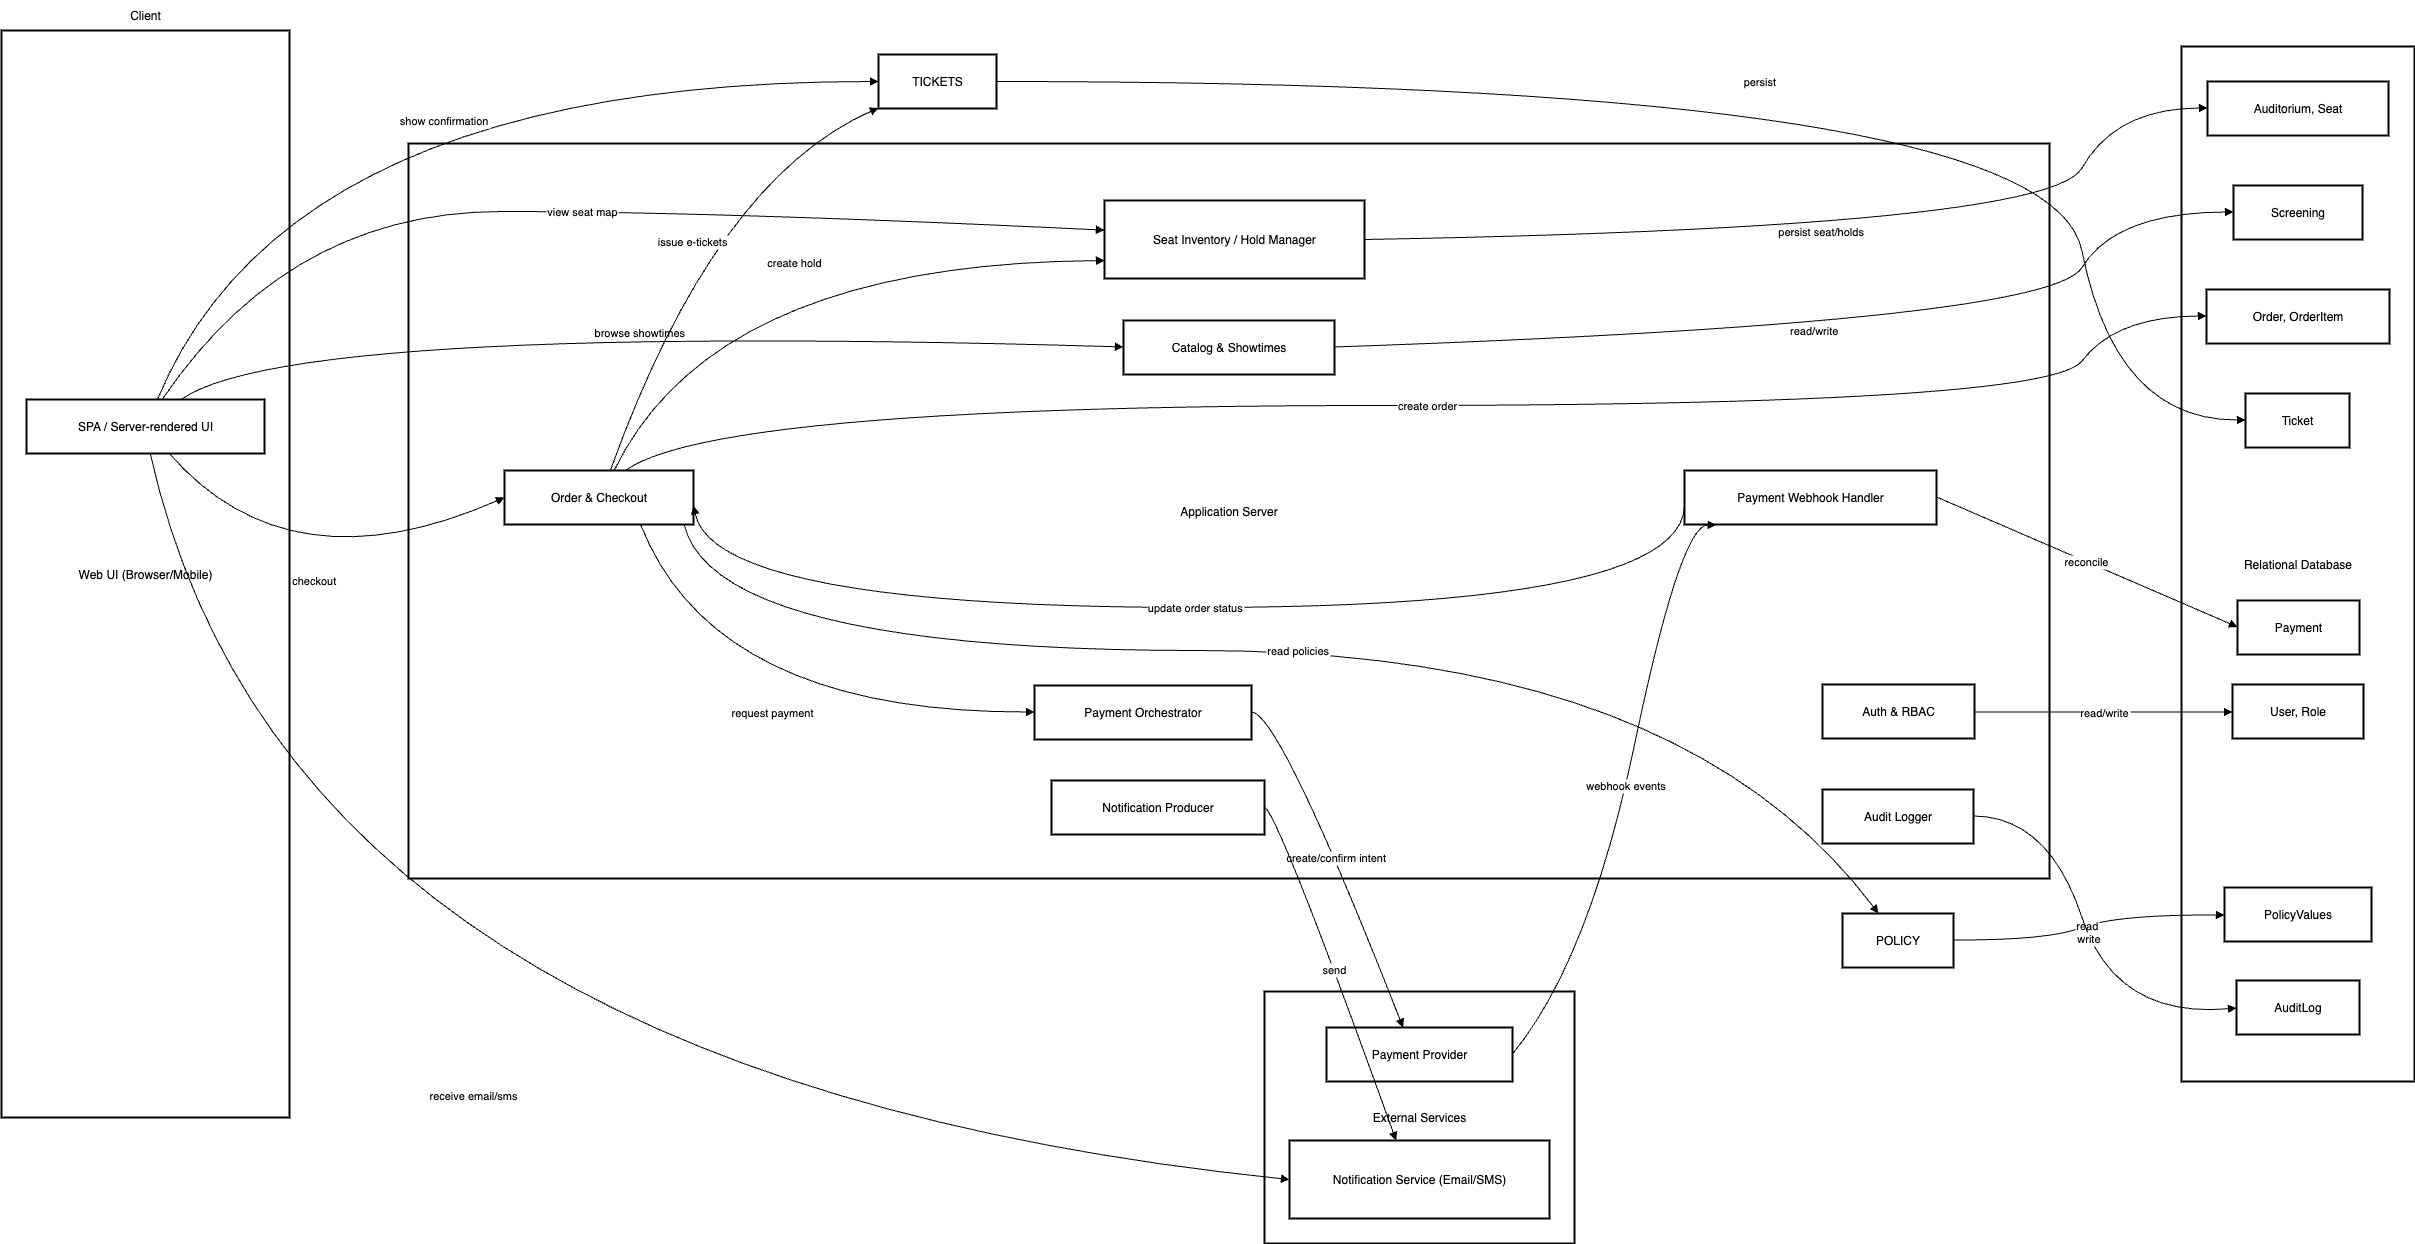 Client
TICKETS
persist
Auditorium, Seat
show confirmation
view seat map
Seat Inventory / Hold Manager
Screening
persist seat/holds
issue e-tickets
create hold
Order, OrderItem
browse showtimes
Catalog & Showtimes
read/write
create order
SPA / Server-rendered UI
Ticket
Order & Checkout
Application Server
Payment Webhook Handler
reconcile
Relational Database
Web UI (Browser/Mobile)
checkout
update order status
Payment
read policies
request payment
Payment Orchestrator
Auth & RBAC
read/write
User, Role
webhook events
Notification Producer
Audit Logger
create/confirm intent
PolicyValues
read
write
POLICY
send
AuditLog
Payment Provider
receive email/sms
External Services
Notification Service (Email/SMS)